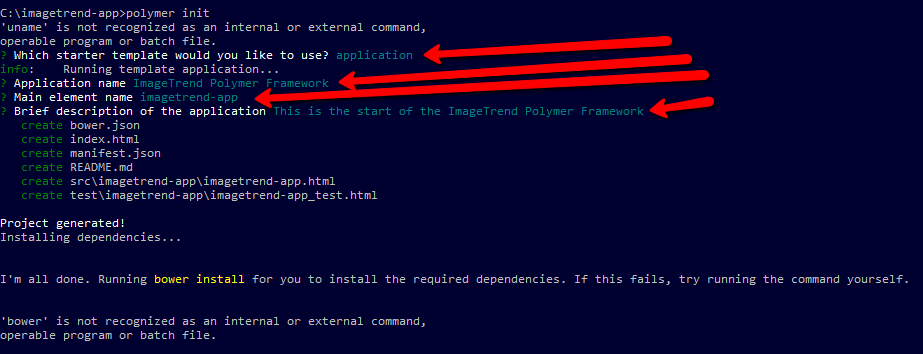 C:\imagetrend-app>polymer init
'uname' is not recognized as an internal or external command,
operable program or batch file.
? Which starter template would you like to use? application
info:    Running template application...
? Application name ImageTrend Polymer Framework
? Main element name imagetrend-app
? Brief description of the application This is the start of the ImageTrend Polymer Framework
   create bower.json
   create index.html
   create manifest.json
   create README.md
   create src\imagetrend-app\imagetrend-app.html
   create test\imagetrend-app\imagetrend-app_test.html
Project generated!
Installing dependencies...
I'm all done. Running bower install for you to install the required dependencies. If this fails, try running the command yourself.
'bower' is not recognized as an internal or external command,
operable program or batch file.